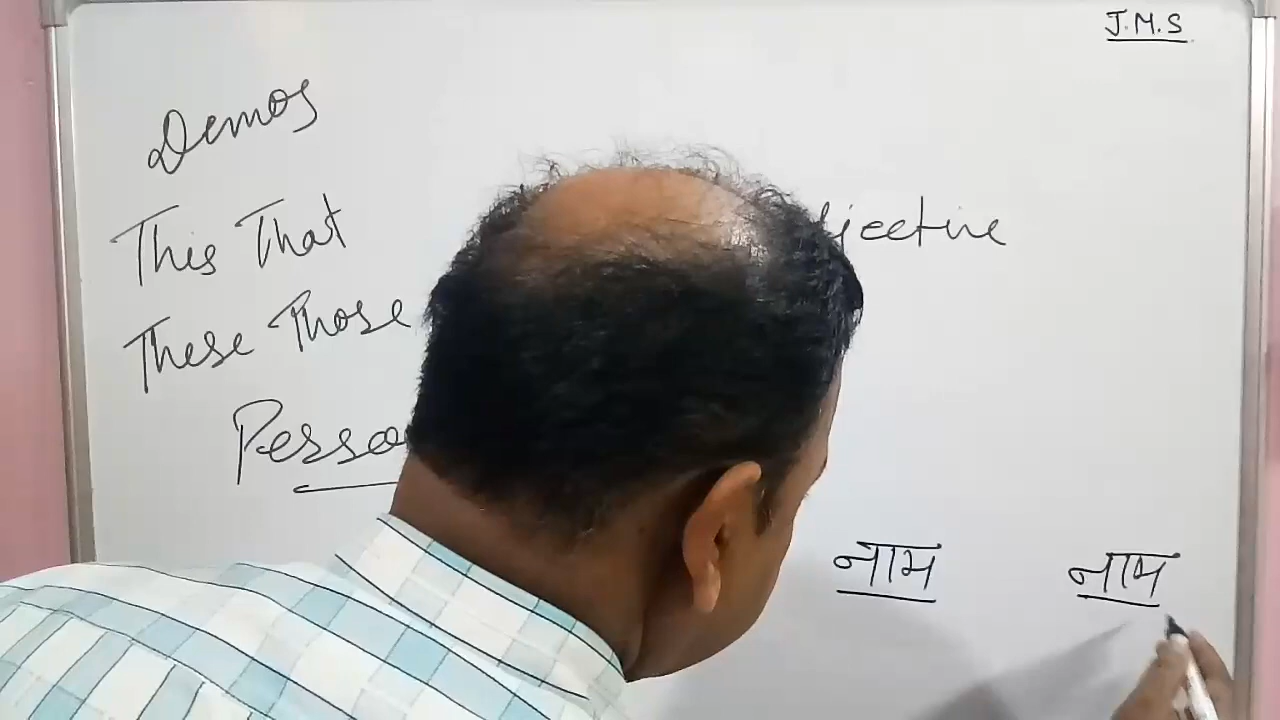 J.M.S
Demos
This That
jective
These Those
Perso
नाम नाप